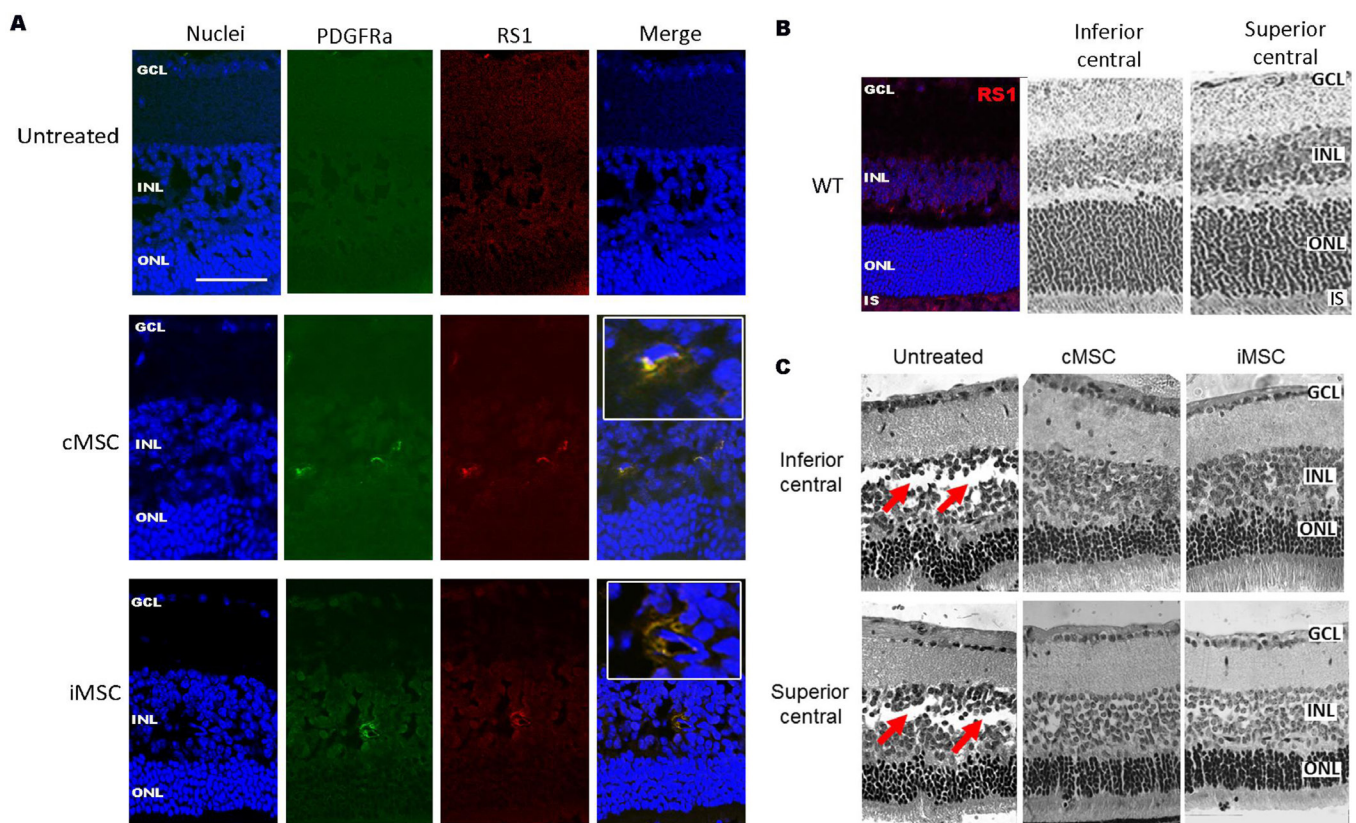 A
Nuclei PDGFRa RS1 Merge
Untreated
GCL
INL
ONL
cMSC
GCL
INL
ONL
iMSC
GCL
INL
ONL
B
Inferior central
Superior central
WT
GCL
RS1
INL
ONL
IS
GCL
INL
ONL
IS
C
Untreated cMSC iMSC
Inferior central
GCL
INL
ONL
Superior central
GCL
INL
ONL